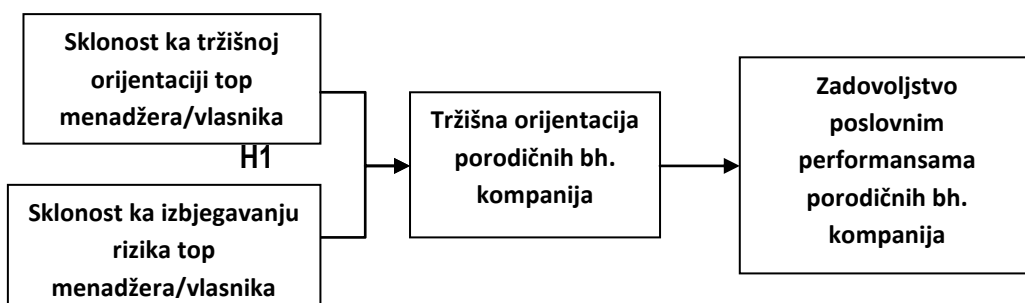 Sklonost ka tržišnoj
orijentaciji top
menadžera/vlasnika
H1
Sklonost ka izbjegavanju
rizika top
menadžera/vlasnika
Tržišna orijentacija
porodičnih bh.
kompanija
Zadovoljstvo
poslovnim
performansama
porodičnih bh.
kompanija